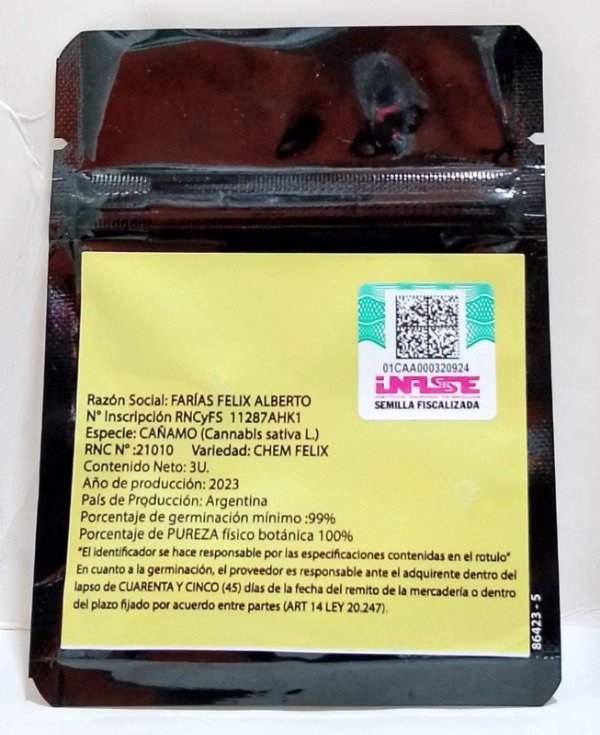 01CAA000320924
INASE
SEMILLA FISCALIZADA
Razón Social: FARÍAS FELIX ALBERTO
N° Inscripción RNCyFS 11287AHK1
Especie: CAÑAMO (Cannabis sativa L.)
RNC N° :21010 Variedad: CHEM FELIX
Contenido Neto: 3U.
Año de producción: 2023
País de Producción: Argentina
Porcentaje de germinación mínimo :99%
Porcentaje de PUREZA físico botánica 100%
"El identificador se hace responsable por las especificaciones contenidas en el rotulo"
En cuanto a la germinación, el proveedor es responsable ante el adquirente dentro del
lapso de CUARENTA Y CINCO (45) días de la fecha del remito de la mercadería o dentro
del plazo fijado por acuerdo entre partes (ART 14 LEY 20.247).
86423 - 5